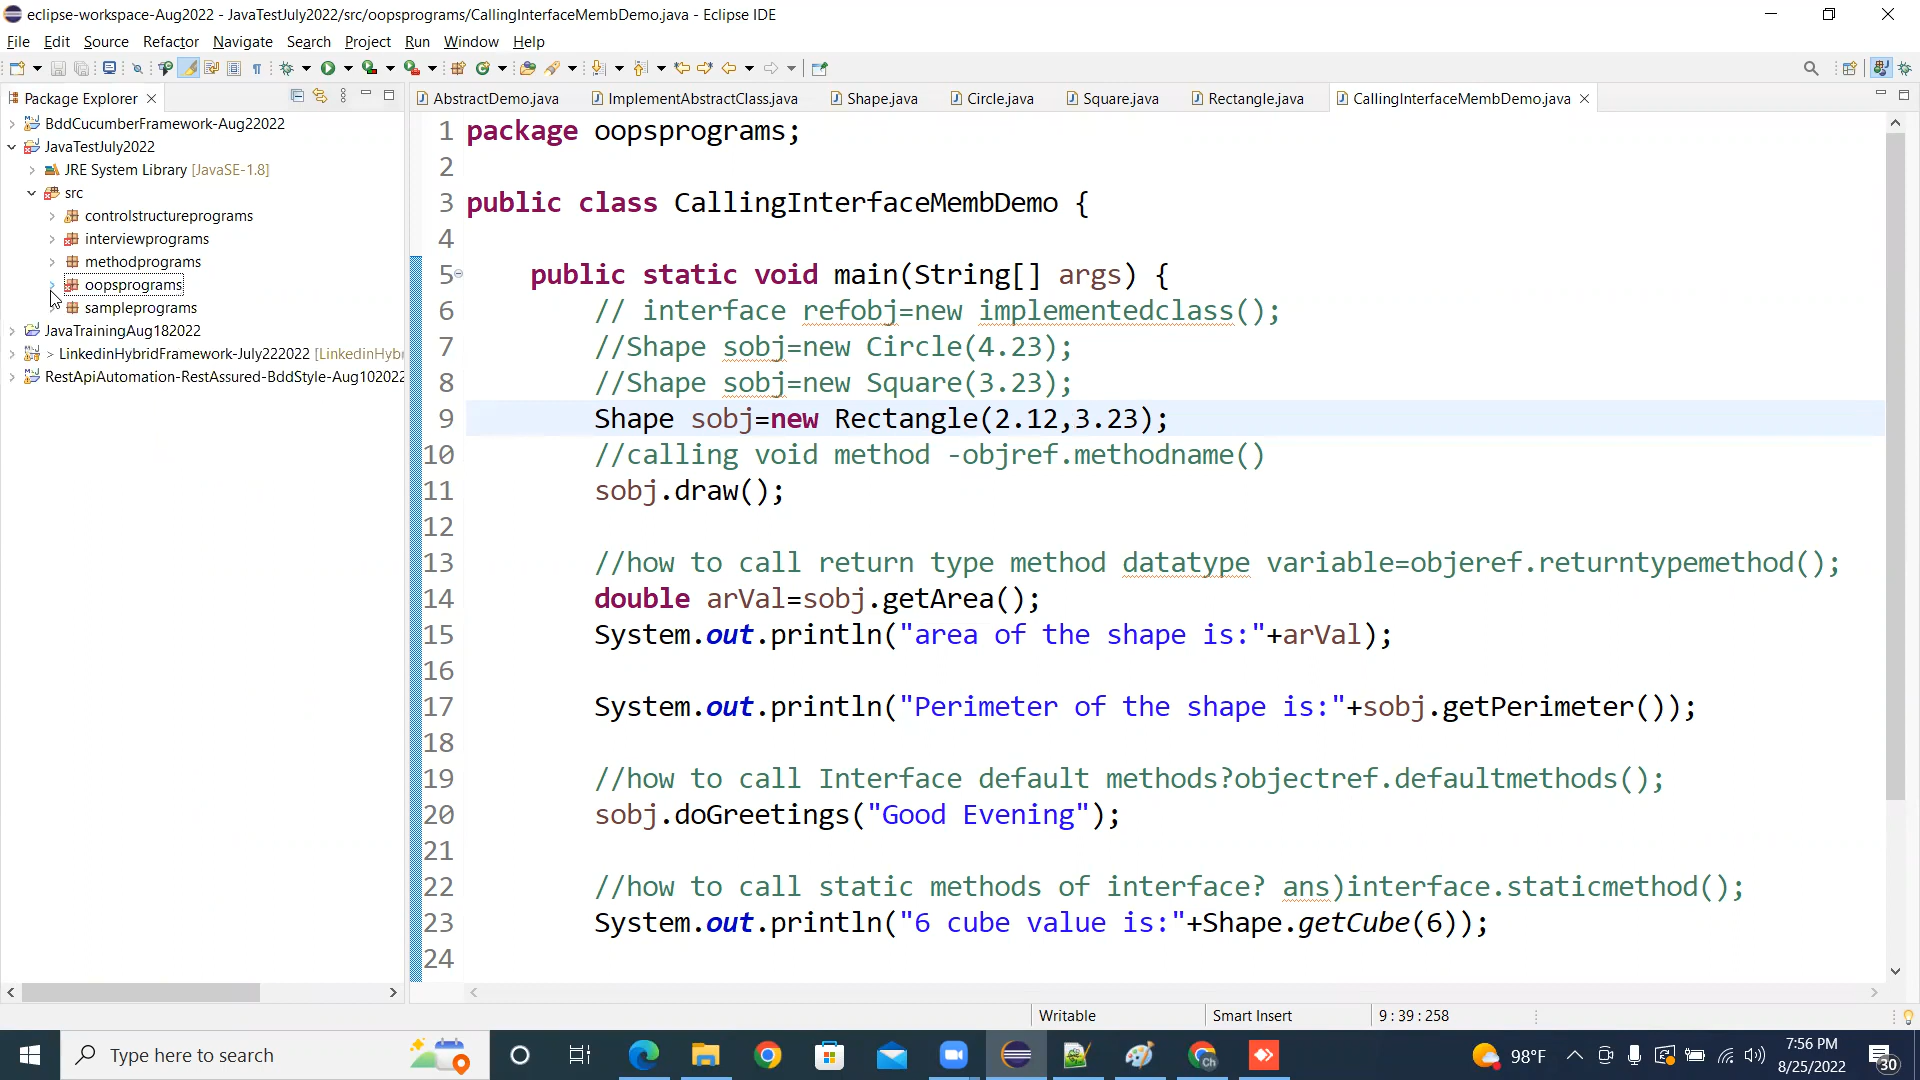 eclipse-workspace-Aug2022 - JavaTestJuly2022/src/oopsprograms/CallingInterfaceMembDemo.java - Eclipse IDE
File Edit Source Refactor Navigate Search Project Run Window Help
Package Explorer
AbstractDemo.java ImplementAbstractClass.java Shape.java Circle.java Square.java Rectangle.java CallingInterfaceMembDemo.java
BddCucumberFramework-Aug22022
JavaTestJuly2022
JRE System Library [JavaSE-1.8]
src
controlstructureprograms
interviewprograms
methodprograms
oopsprograms
sampleprograms
JavaTrainingAug182022
> LinkedinHybridFramework-July222022 [LinkedinHybr
RestApiAutomation-RestAssured-BddStyle-Aug102022
1 package oopsprograms;
2
3 public class CallingInterfaceMembDemo {
4
5 public static void main(String[] args) {
6 // interface refobj=new implementedclass();
7 //Shape sobj=new Circle(4.23);
8 //Shape sobj=new Square(3.23);
9 Shape sobj=new Rectangle(2.12,3.23);
10 //calling void method -objref.methodname()
11 sobj.draw();
12
13 //how to call return type method datatype variable=objeref.returntypemethod();
14 double arVal=sobj.getArea();
15 System.out.println("area of the shape is:"+arVal);
16
17 System.out.println("Perimeter of the shape is:"+sobj.getPerimeter());
18
19 //how to call Interface default methods?objectref.defaultmethods();
20 sobj.doGreetings("Good Evening");
21
22 //how to call static methods of interface? ans)interface.staticmethod();
23 System.out.println("6 cube value is:"+Shape.getCube(6));
24
Writable Smart Insert 9 : 39 : 258
Type here to search
98°F
7:56 PM
8/25/2022
30